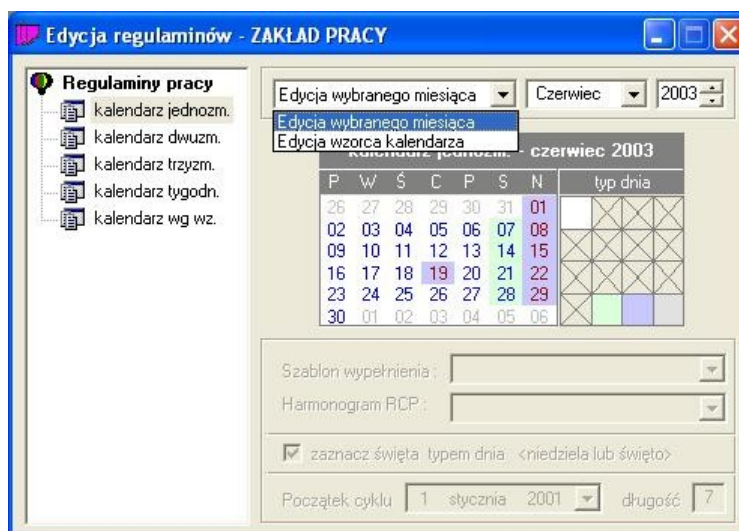 Edycja regulaminów - ZAKŁAD PRACY
Regulaminy pracy
kalendarz jednozm.
kalendarz dwuzm.
kalendarz trzyzm.
kalendarz tygodn.
kalendarz wg wz.
Edycja wybranego miesiąca Czerwiec 2003
Edycja wybranego miesiąca
Edycja wzorca kalendarza
kalendarz jednozm. - czerwiec 2003
P W Ś C P S N typ dnia
26 27 28 29 30 31 01
02 03 04 05 06 07 08
09 10 11 12 13 14 15
16 17 18 19 20 21 22
23 24 25 26 27 28 29
30 01 02 03 04 05 06
Szablon wypełnienia :
Harmonogram RCP :
zaznacz święta typem dnia <niedziela lub święto>
Początek cyklu 1 stycznia 2001 długość 7